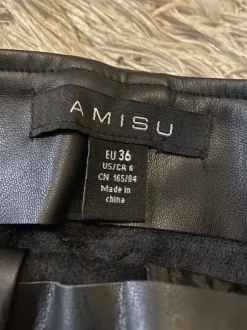 AMISU
EU 36
US/CA 6
CN 165/84
Made in
china